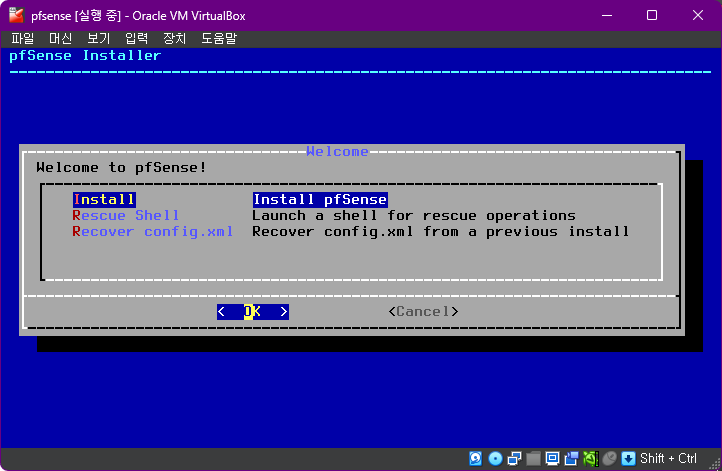 pfsense [실행 중] - Oracle VM VirtualBox
파일 머신 보기 입력 장치 도움말
pfSense Installer
Welcome
Welcome to pfSense!
Install Install pfSense
Rescue Shell Launch a shell for rescue operations
Recover config.xml Recover config.xml from a previous install
< OK > <Cancel>
Shift + Ctrl